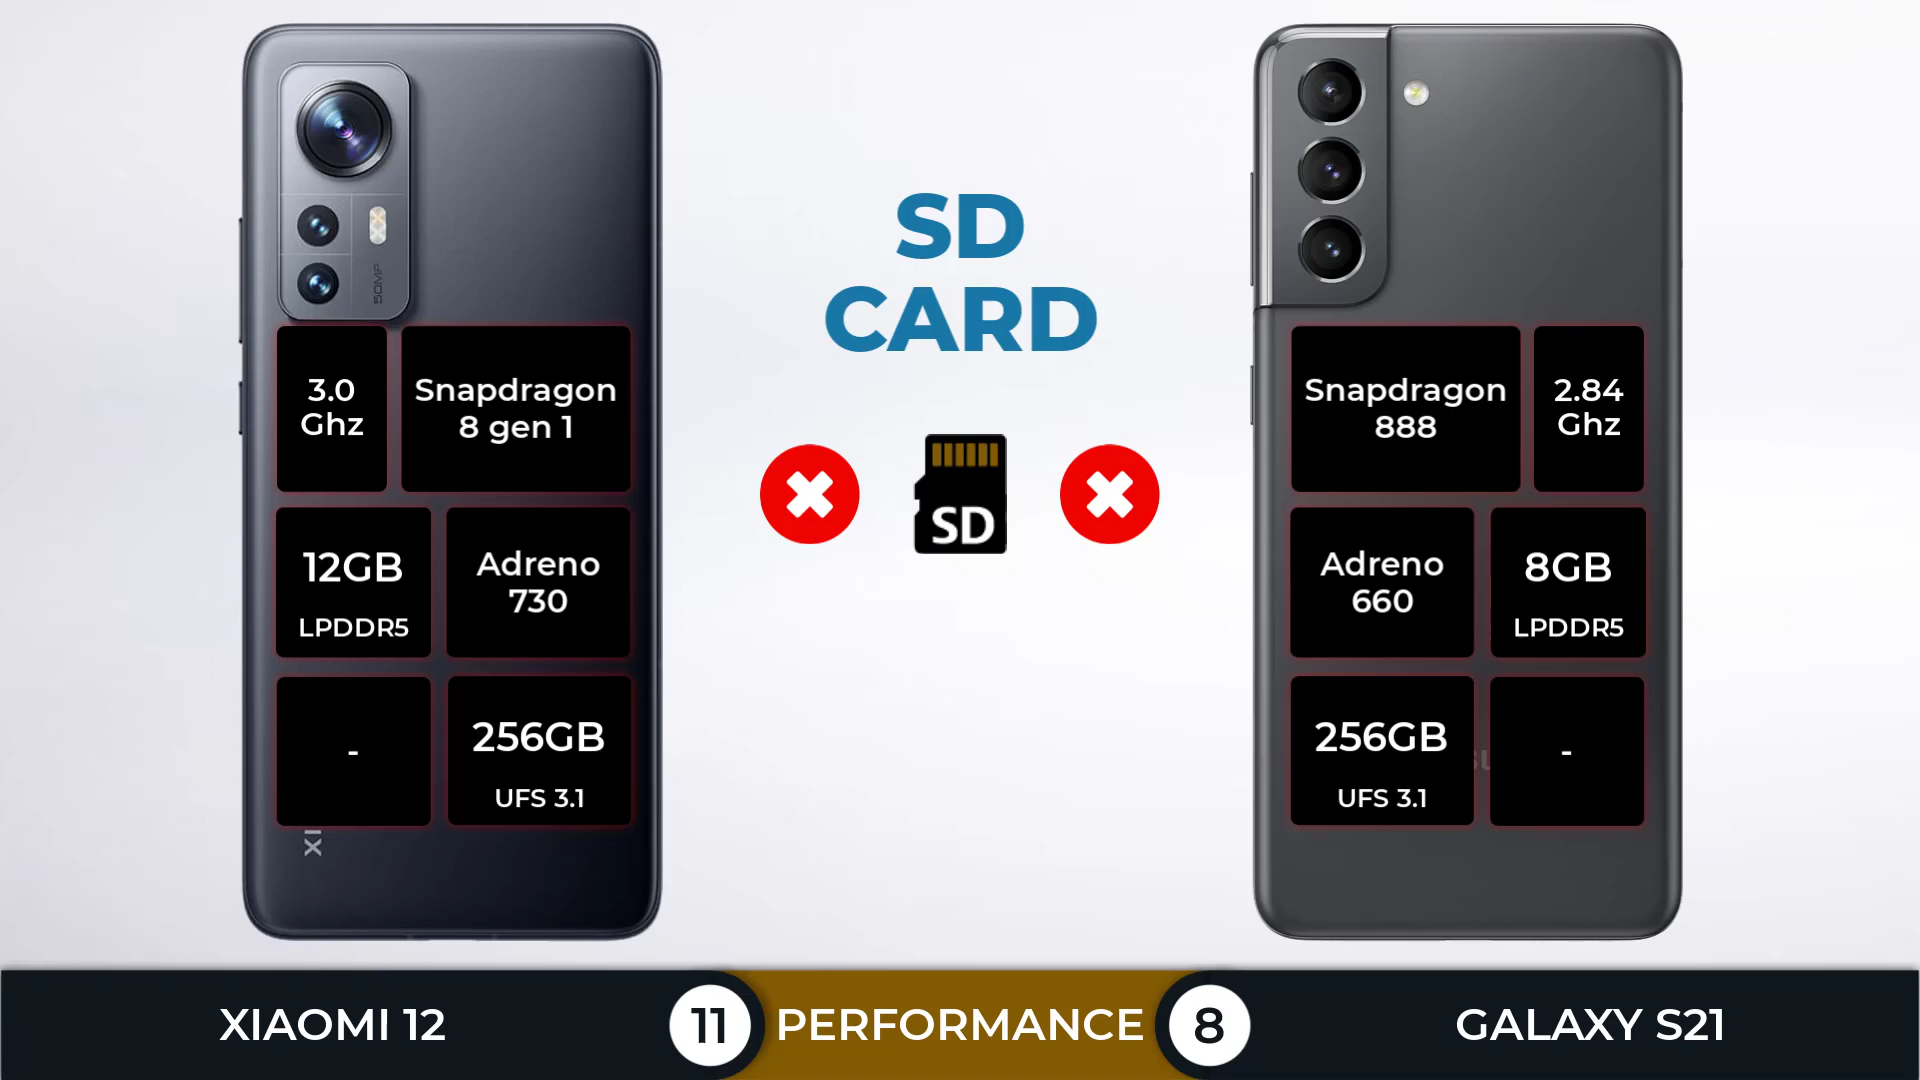 SD
CARD
SD
50MP
3.0
Ghz
Snapdragon
8 gen 1
12GB
LPDDR5
Adreno
730
-
256GB
UFS 3.1
XI
Snapdragon
888
2.84
Ghz
Adreno
660
8GB
LPDDR5
256GB
UFS 3.1
-
XIAOMI 12
11
PERFORMANCE
8
GALAXY S21